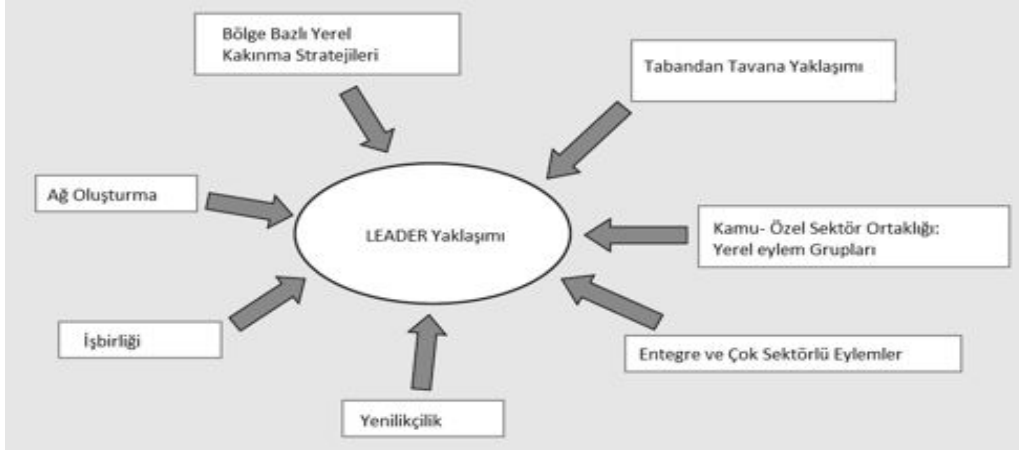 Bölge Bazlı Yerel
Kakınma Stratejileri
Tabandan Tavana Yaklaşımı
Ağ Oluşturma
LEADER Yaklaşımı
Kamu- Özel Sektör Ortaklığı:
Yerel eylem Grupları
İşbirliği
Entegre ve Çok Sektörlü Eylemler
Yenilikçilik